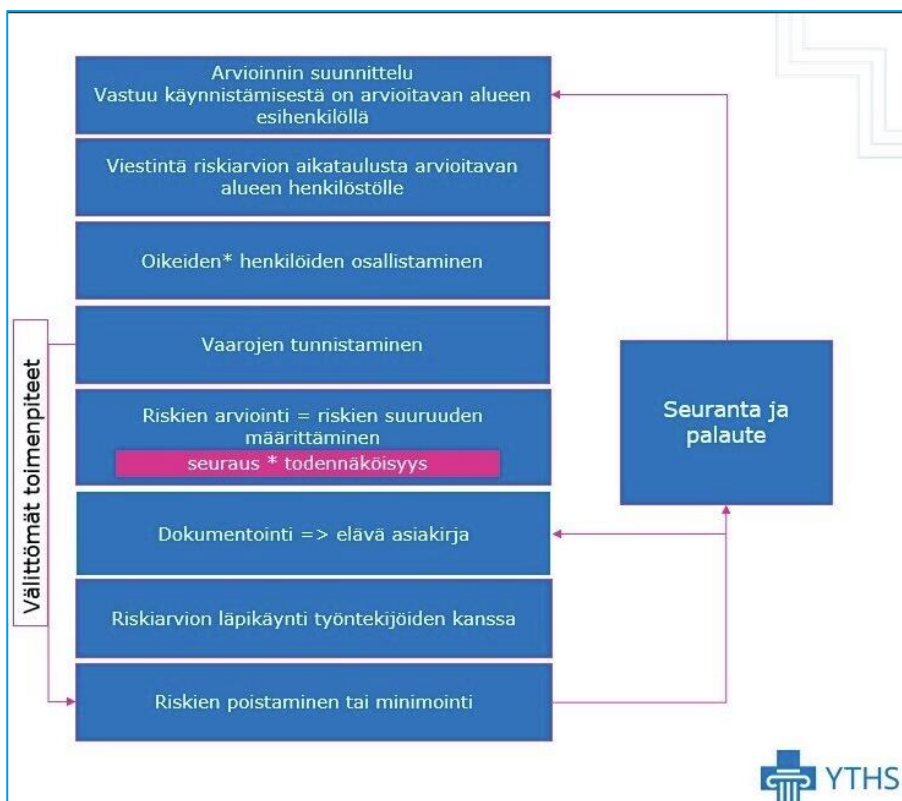 Arvioinnin suunnittelu
Vastuu käynnistämisestä on arvioitavan alueen
esihenkilöllä
Viestintä riskiarvion aikataulusta arvioitavan
alueen henkilöstölle
Oikeiden* henkilöiden osallistaminen
Vaarojen tunnistaminen
Riskien arviointi = riskien suuruuden
määrittäminen
seuraus * todennäköisyys
Dokumentointi => elävä asiakirja
Riskiarvion läpikäynti työntekijöiden kanssa
Riskien poistaminen tai minimointi
Välittömät toimenpiteet
Seuranta ja
palaute
YTHS